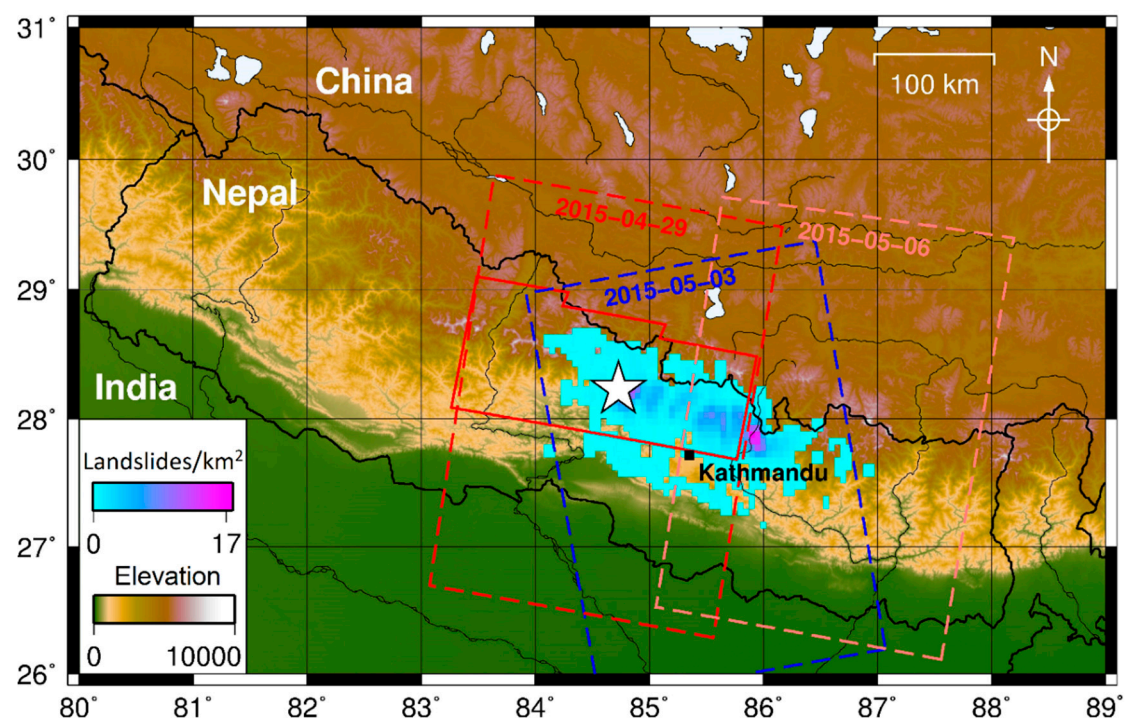 31°
30°
29°
28°
27°
26°
China
Nepal
India
100 km
N
2015-04-29
2015-05-06
2015-05-03
Kathmandu
Landslides/km²
0 17
Elevation
0 10000
80° 81° 82° 83° 84° 85° 86° 87° 88° 89°